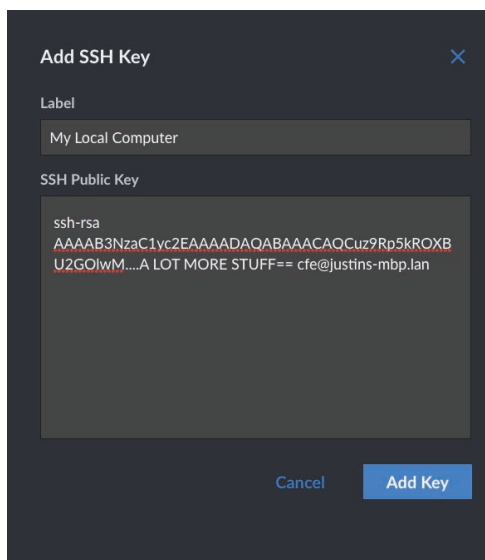 Add SSH Key
Label
My Local Computer
SSH Public Key
ssh-rsa
AAAAB3NzaC1yc2EAAAADAQABAAACAQCuz9Rp5kROXB
U2GOlwM....A LOT MORE STUFF== cfe@justins-mbp.lan
Cancel
Add Key